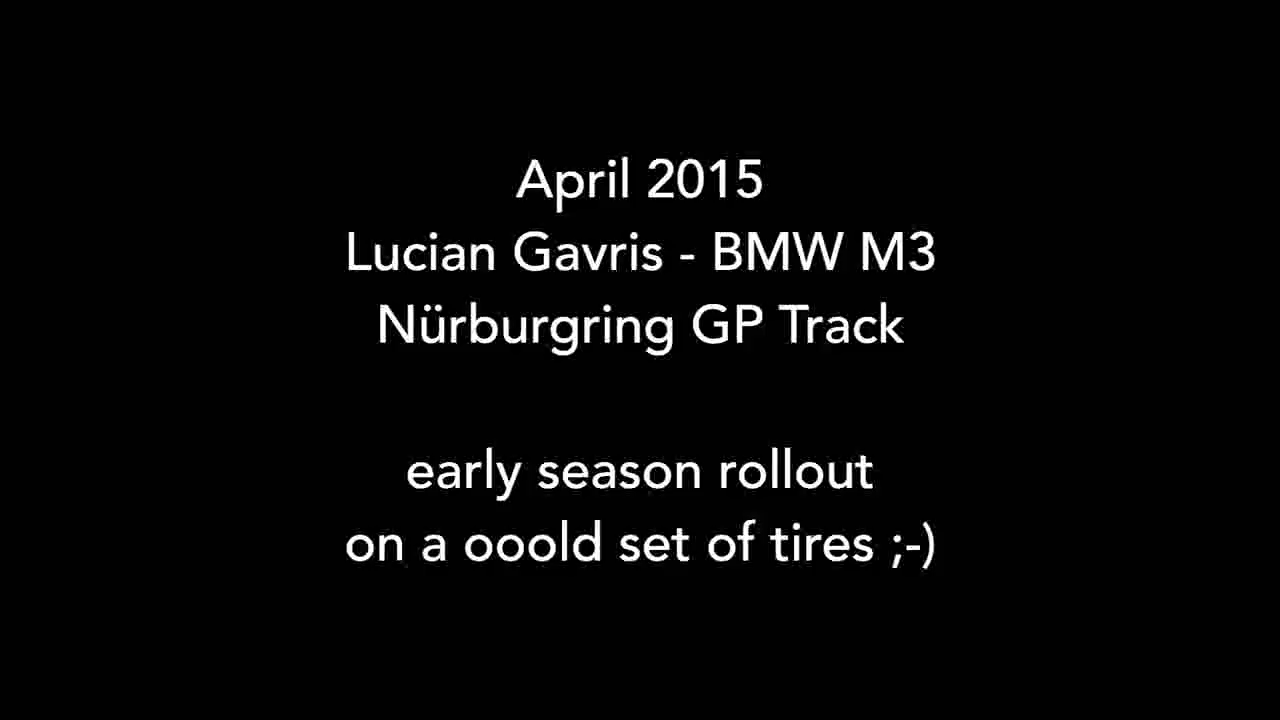 April 2015
Lucian Gavris - BMW M3
Nürburgring GP Track
early season rollout
on a ooold set of tires ;-)